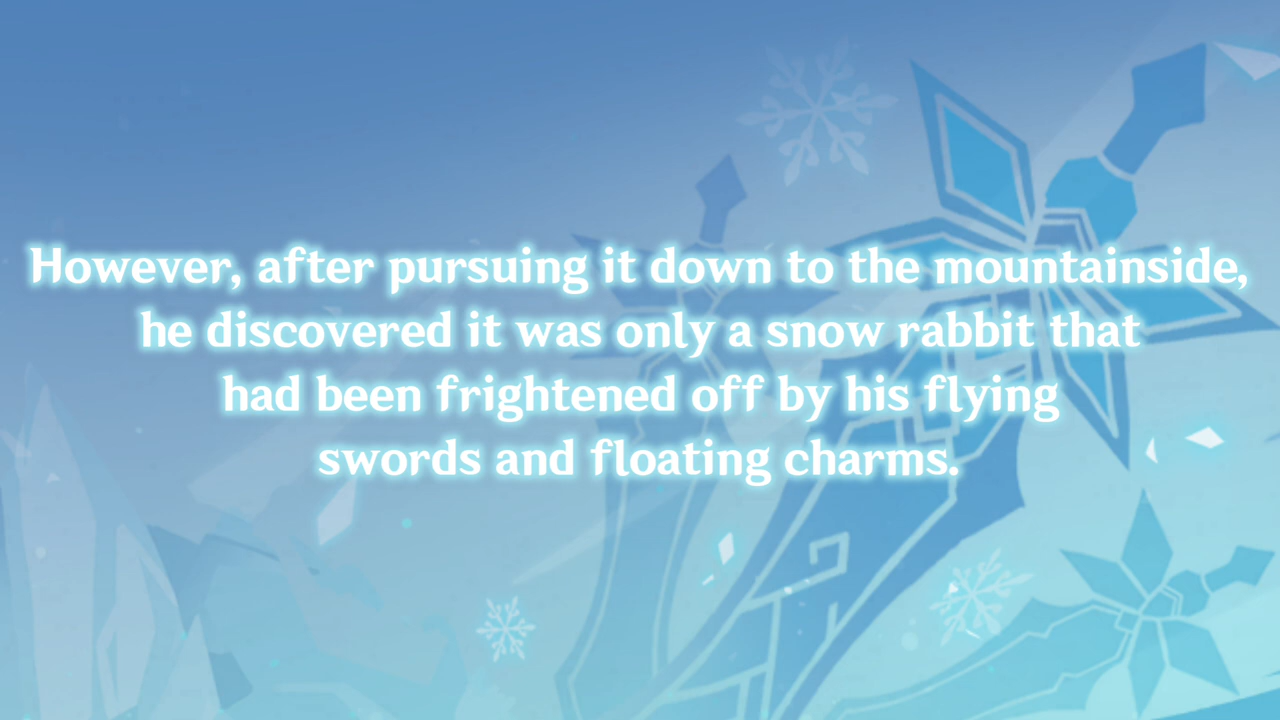 However, after pursuing it down to the mountainside,
he discovered it was only a snow rabbit that
had been frightened off by his flying
swords and floating charms.